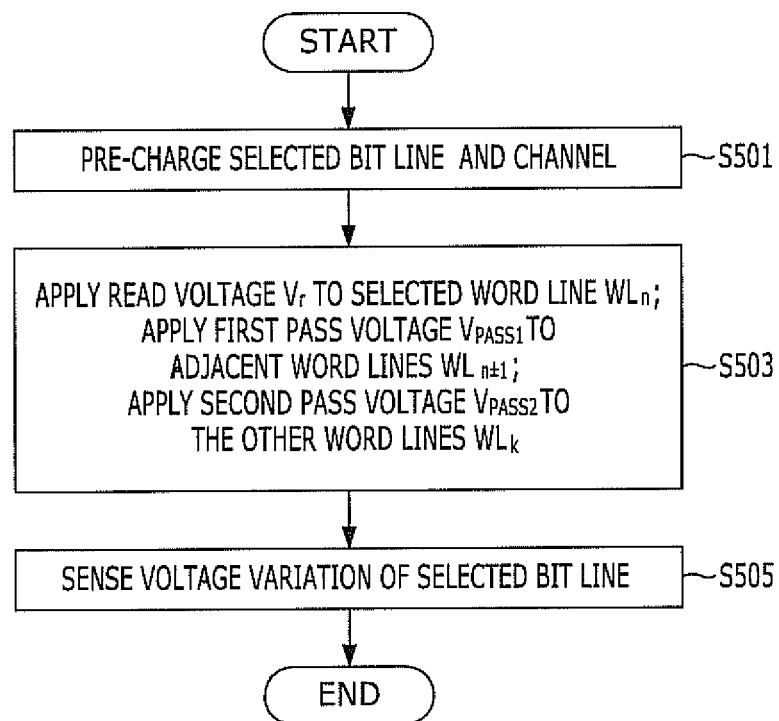 START
PRE-CHARGE SELECTED BIT LINE AND CHANNEL
S501
APPLY READ VOLTAGE Vr TO SELECTED WORD LINE WLn;
APPLY FIRST PASS VOLTAGE VPASS1 TO
ADJACENT WORD LINES WL n±1;
APPLY SECOND PASS VOLTAGE VPASS2 TO
THE OTHER WORD LINES WLk
S503
SENSE VOLTAGE VARIATION OF SELECTED BIT LINE
S505
END